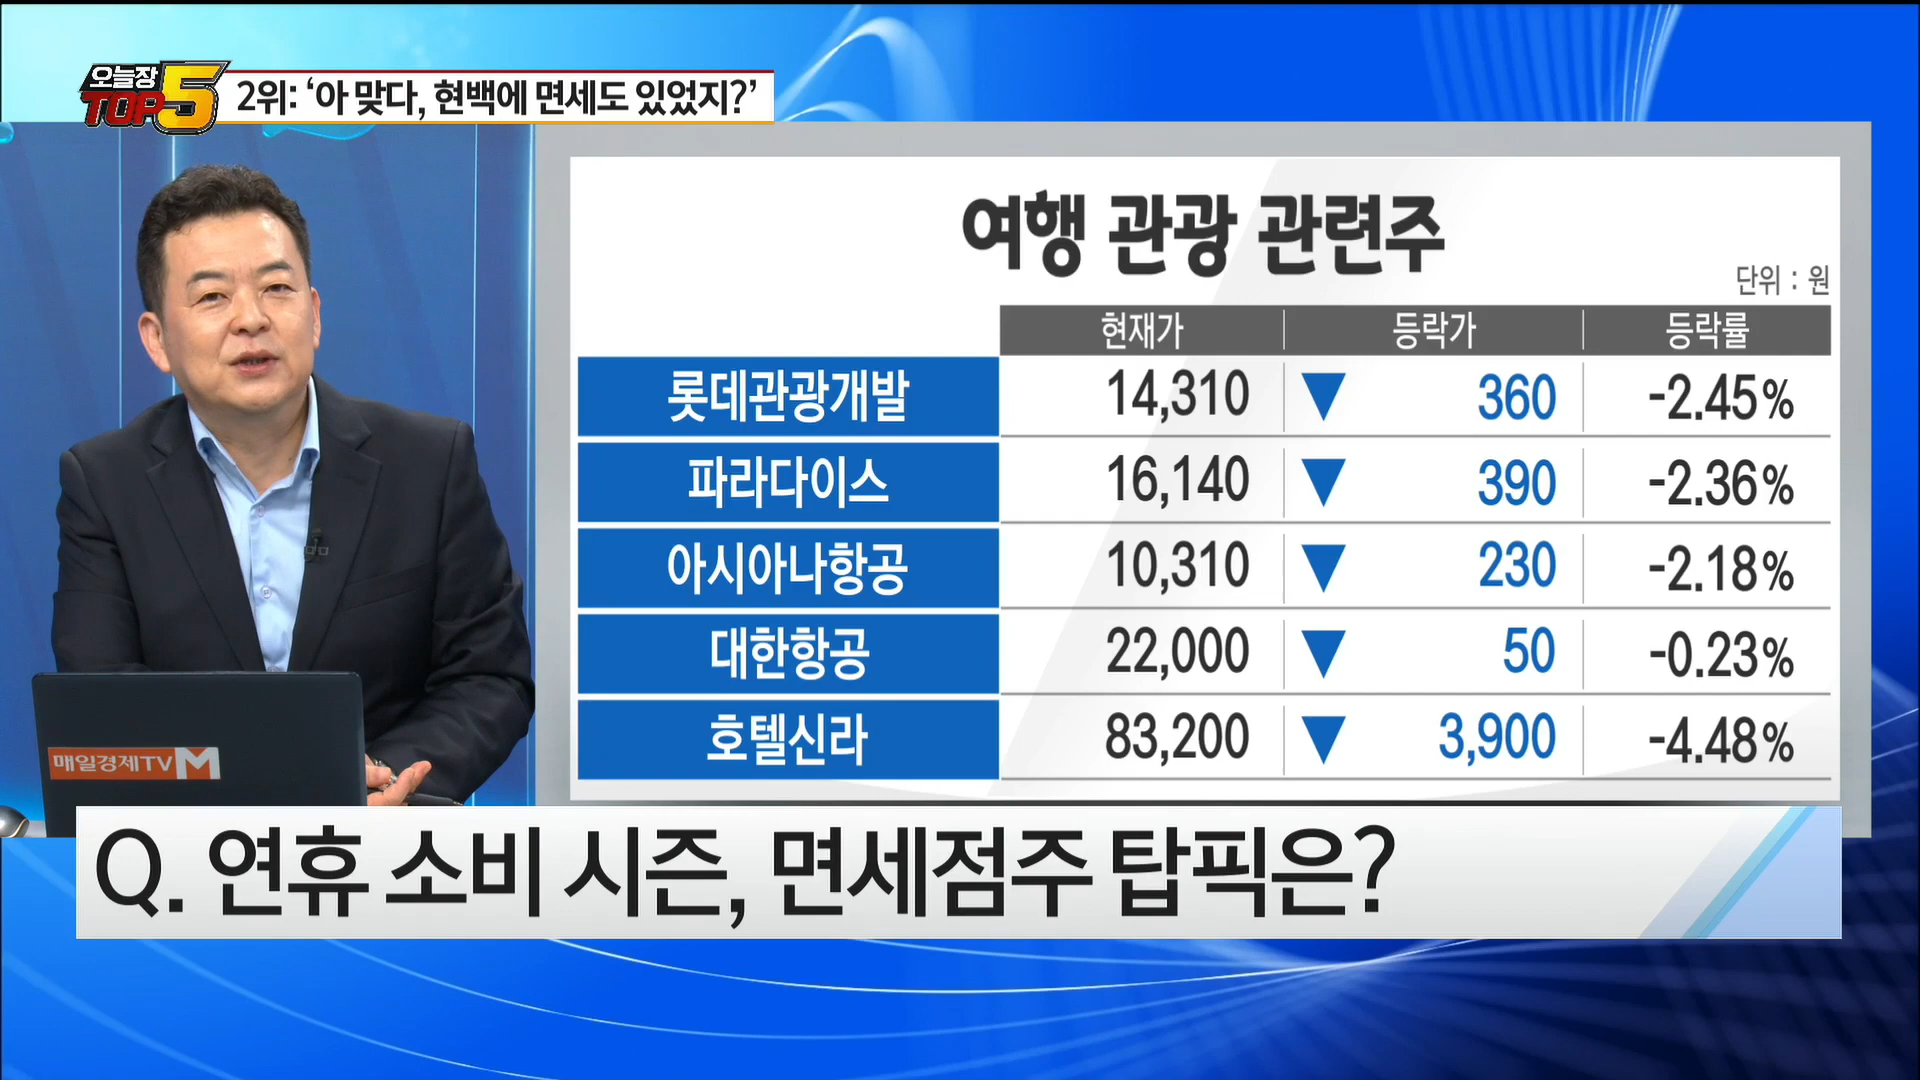 오늘장
TOP5
2위: ‘아 맞다, 현백에 면세도 있었지?’
여행 관광 관련주
단위 : 원
현재가 등락가 등락률
롯데관광개발 14,310 ▼ 360 -2.45%
파라다이스 16,140 ▼ 390 -2.36%
아시아나항공 10,310 ▼ 230 -2.18%
대한항공 22,000 ▼ 50 -0.23%
호텔신라 83,200 ▼ 3,900 -4.48%
매일경제TV M
Q. 연휴 소비 시즌, 면세점주 탑픽은?